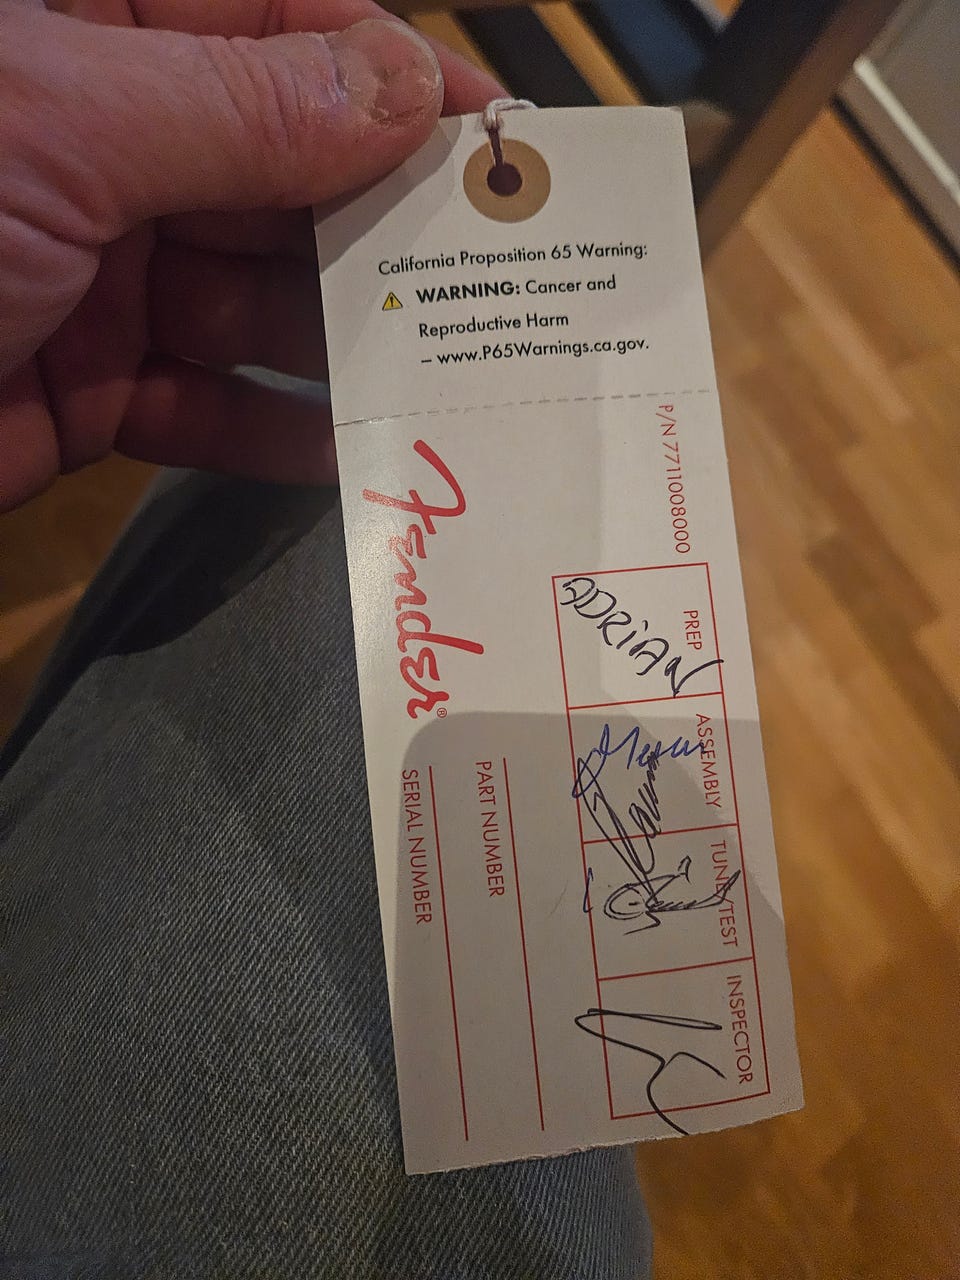 California Proposition 65 Warning:
WARNING: Cancer and
Reproductive Harm
– www.P65Warnings.ca.gov.
P/N 7711008000
PREP
ASSEMBLY
TUNE/TEST
INSPECTOR
ADRiAN
Fender®
PART NUMBER
SERIAL NUMBER